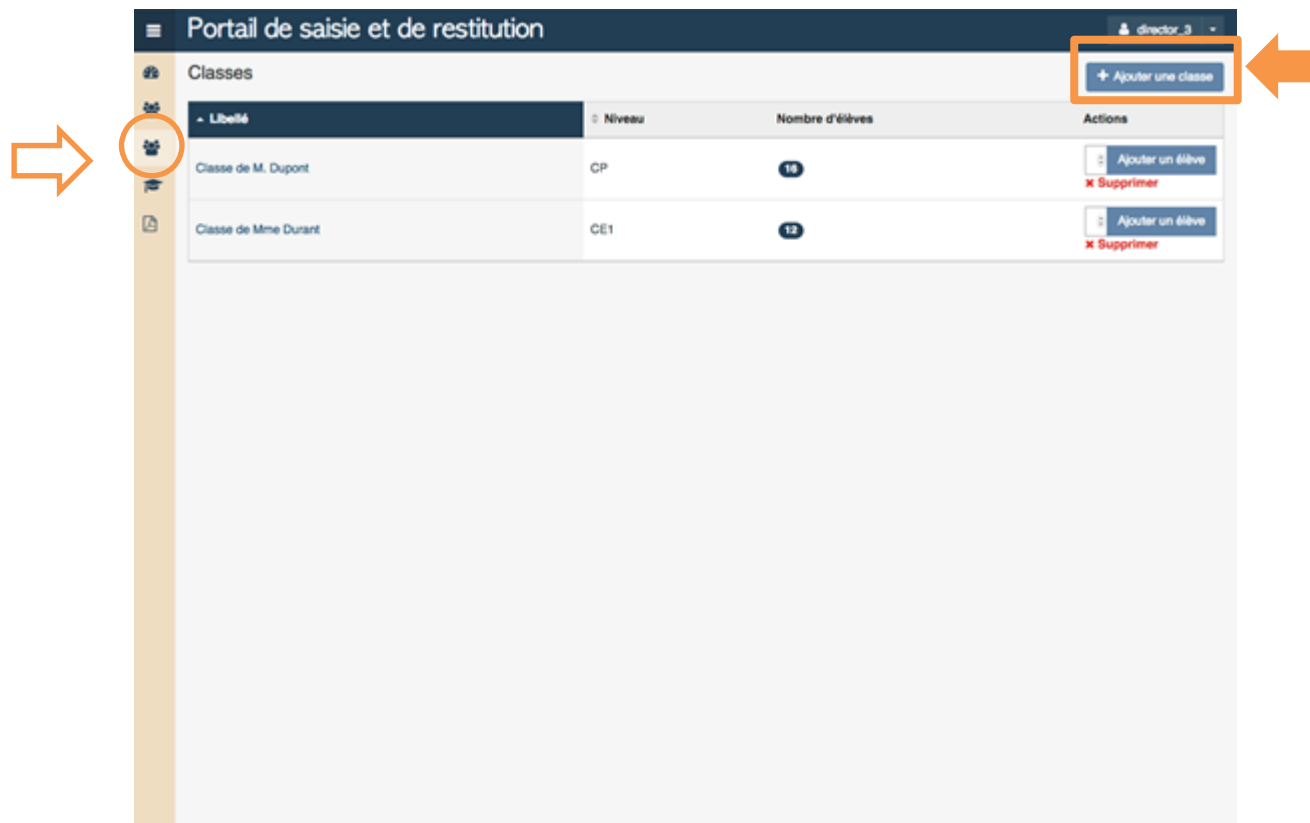 Portail de saisie et de restitution
director_3
Classes
Ajouter une classe
Libellé Niveau Nombre d'élèves Actions
Classe de M. Dupont CP 16 Ajouter un élève
Supprimer
Classe de Mme Durant CE1 12 Ajouter un élève
Supprimer